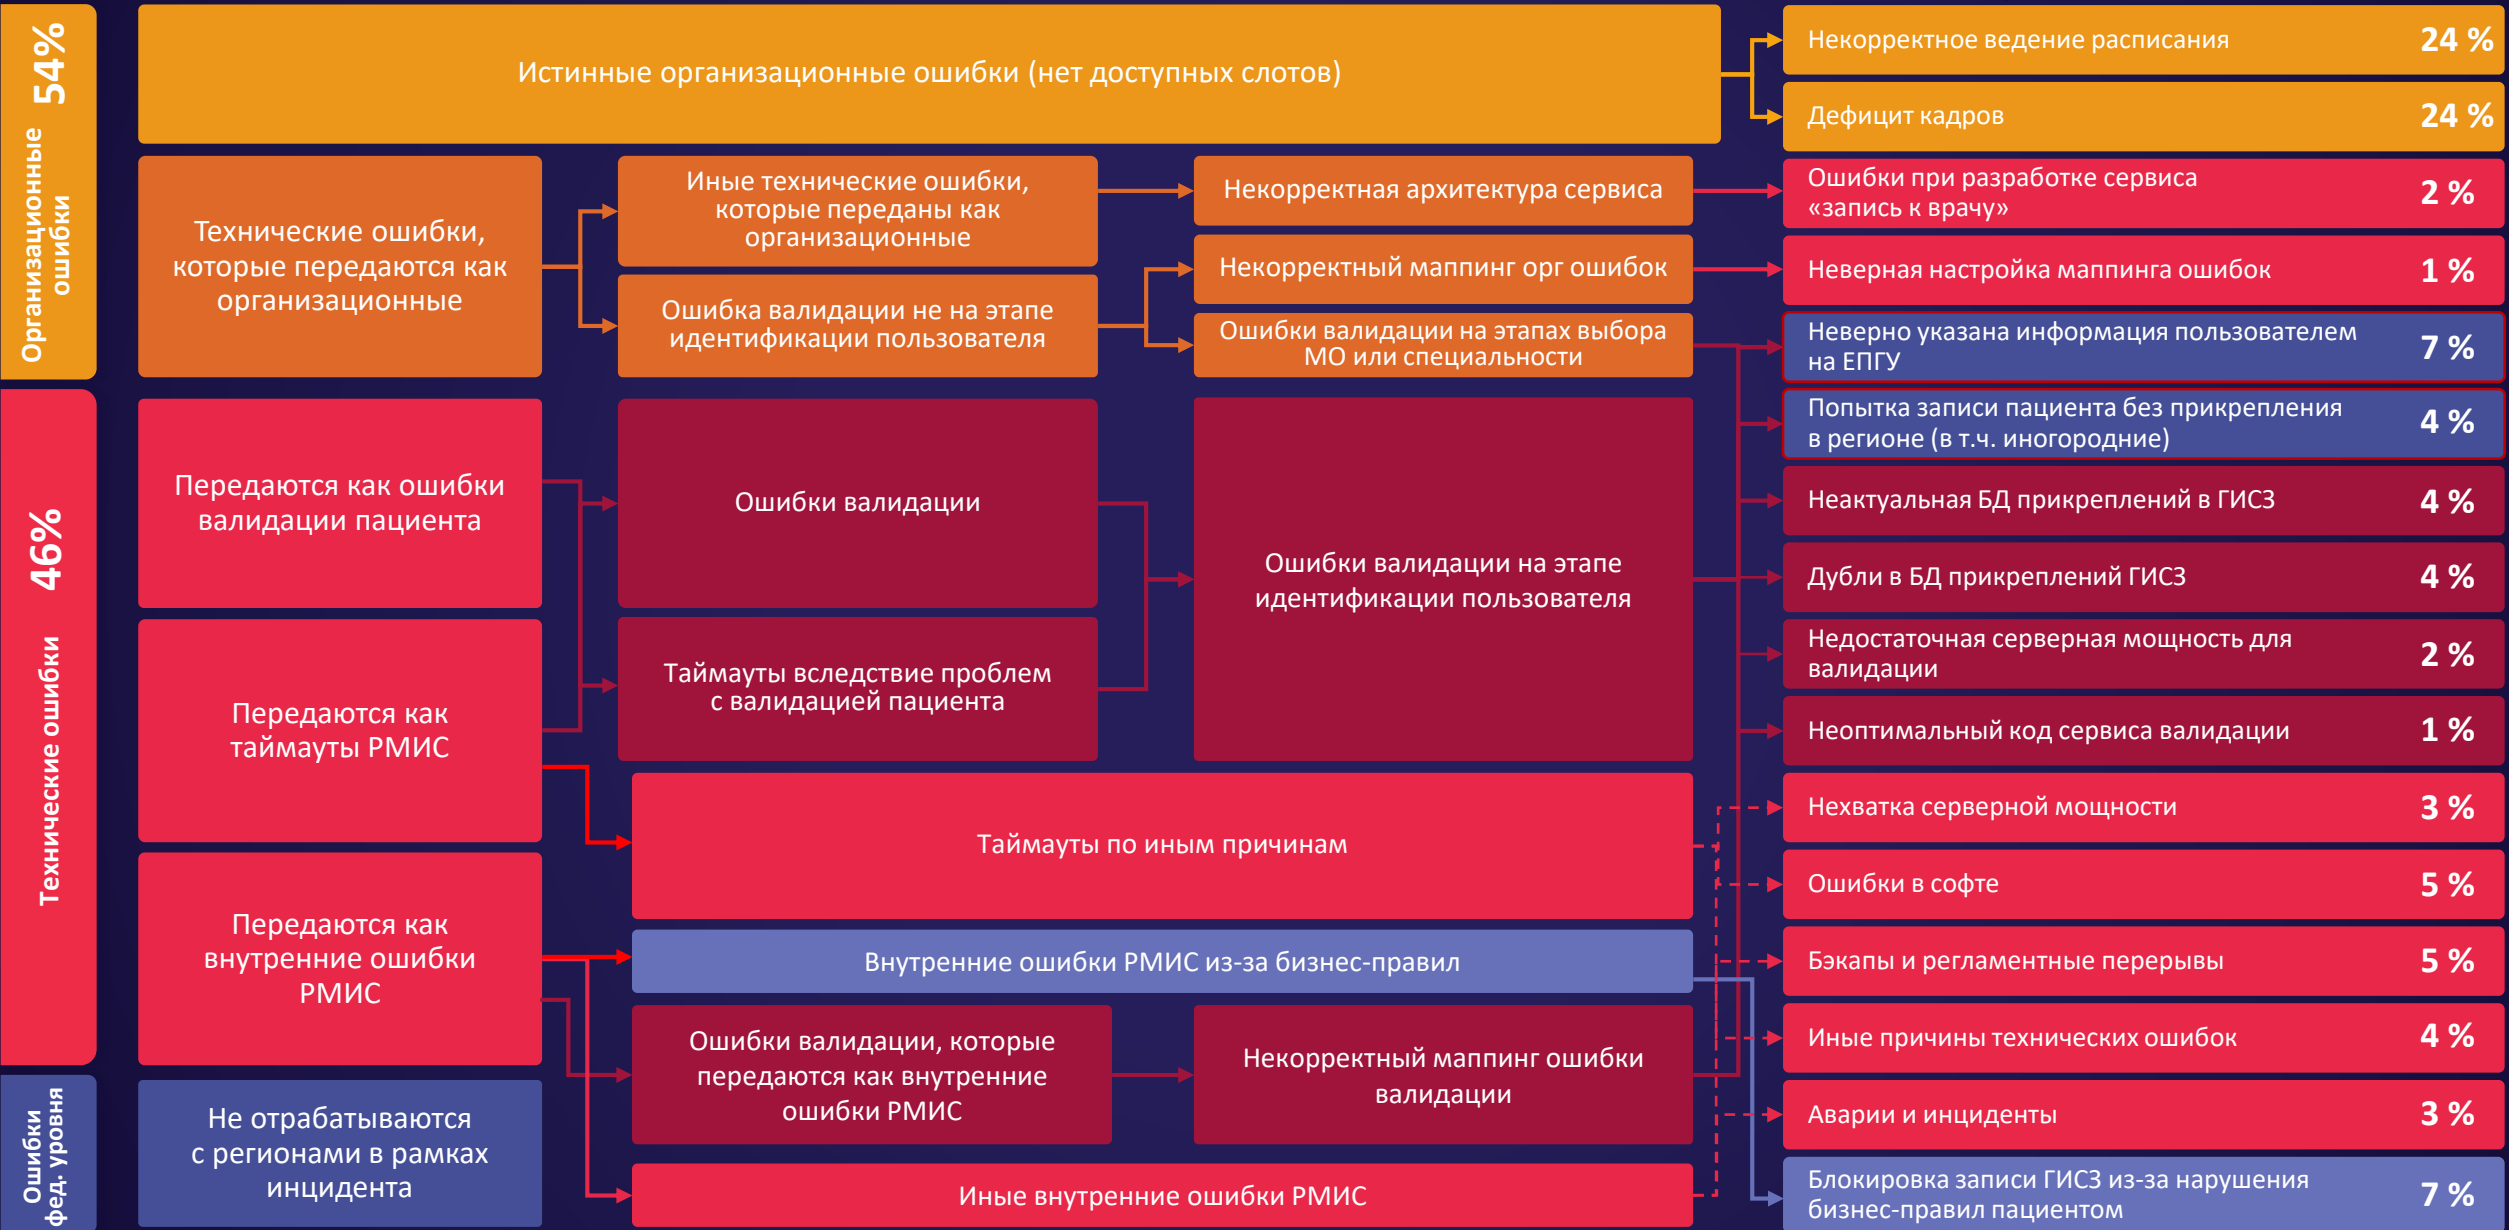 Организационные
ошибки
54%
Технические ошибки 46%
Ошибки
фед. уровня
Истинные организационные ошибки (нет доступных слотов)
Технические ошибки,
которые передаются как
организационные
Иные технические ошибки,
которые переданы как
организационные
Ошибка валидации не на этапе
идентификации пользователя
Некорректная архитектура сервиса
Некорректный маппинг орг ошибок
Ошибки валидации на этапах выбора
МО или специальности
Передаются как ошибки
валидации пациента
Передаются как
таймауты РМИС
Передаются как
внутренние ошибки
РМИС
Не отрабатываются
с регионами в рамках
инцидента
Ошибки валидации
Таймауты вследствие проблем
с валидацией пациента
Ошибки валидации на этапе
идентификации пользователя
Таймауты по иным причинам
Внутренние ошибки РМИС из-за бизнес-правил
Ошибки валидации, которые
передаются как внутренние
ошибки РМИС
Некорректный маппинг ошибки
валидации
Иные внутренние ошибки РМИС
Некорректное ведение расписания 24 %
Дефицит кадров 24 %
Ошибки при разработке сервиса
«запись к врачу»
2 %
Неверная настройка маппинга ошибок 1 %
Неверно указана информация пользователем
на ЕПГУ
7 %
Попытка записи пациента без прикрепления
в регионе (в т.ч. иногородние)
4 %
Неактуальная БД прикреплений в ГИСЗ 4 %
Дубли в БД прикреплений ГИСЗ 4 %
Недостаточная серверная мощность для
валидации
2 %
Неоптимальный код сервиса валидации 1 %
Нехватка серверной мощности 3 %
Ошибки в софте 5 %
Бэкапы и регламентные перерывы 5 %
Иные причины технических ошибок 4 %
Аварии и инциденты 3 %
Блокировка записи ГИСЗ из-за нарушения
бизнес-правил пациентом
7 %